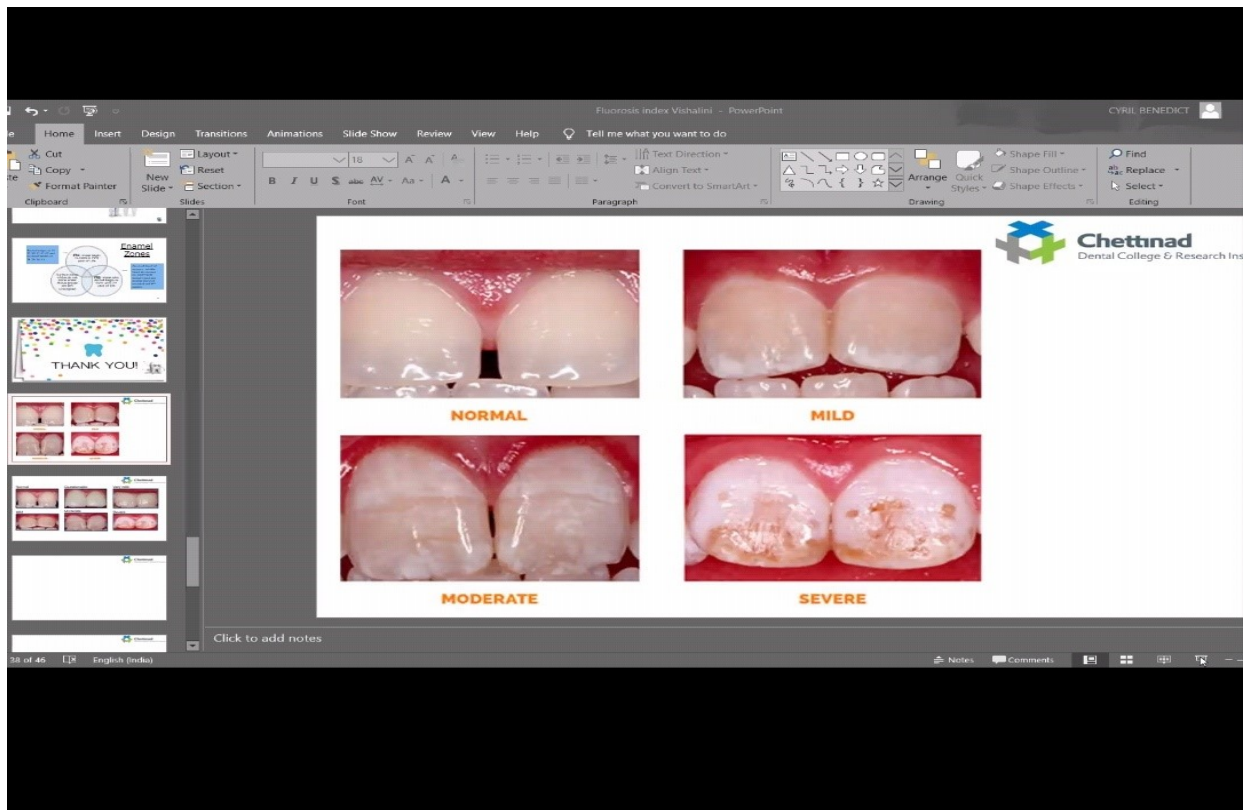 Fluorosis index Vishalini - PowerPoint
CYRIL BENEDICT
Home Insert Design Transitions Animations Slide Show Review View Help Tell me what you want to do
Cut
Copy
Format Painter
Clipboard
New
Slide
Layout
Reset
Section
Slides
18
B I U S abc AV Aa A
Font
Text Direction
Align Text
Convert to SmartArt
Paragraph
Arrange
Quick
Styles
Shape Fill
Shape Outline
Shape Effects
Drawing
Find
Replace
Select
Editing
Enamel
Zones
THANK YOU!
Chettinad
Dental College & Research Ins
NORMAL
MILD
MODERATE
SEVERE
Click to add notes
38 of 46 English (India)
Notes Comments